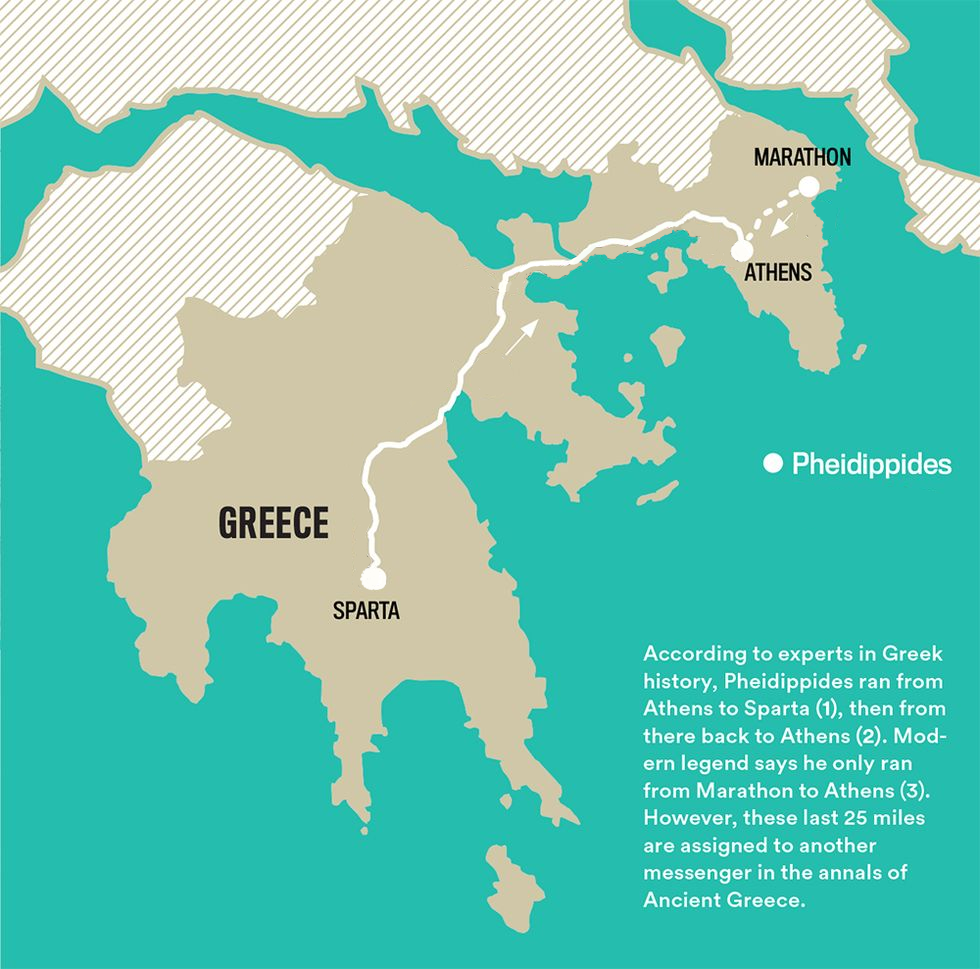 MARATHON
ATHENS
Pheidippides
GREECE
SPARTA
According to experts in Greek
history, Pheidippides ran from
Athens to Sparta (1), then from
there back to Athens (2). Mod-
ern legend says he only ran
from Marathon to Athens (3).
However, these last 25 miles
are assigned to another
messenger in the annals of
Ancient Greece.